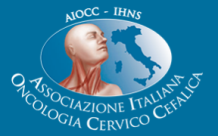 AIOCC - IHNS
ASSOCIAZIONE ITALIANA
ONCOLOGIA CERVICO CEFALICA